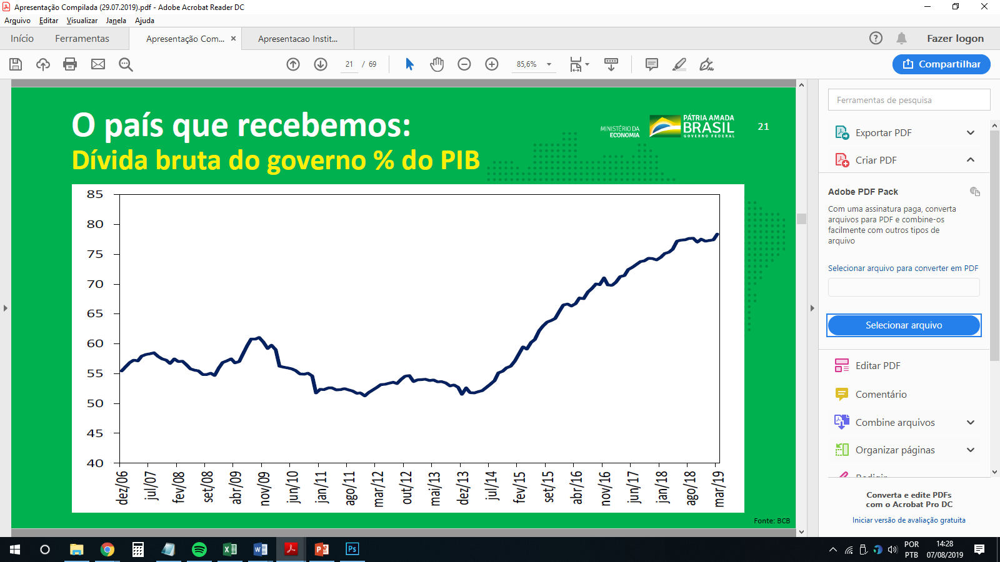 Apresentação Compilada (29.07.2019).pdf - Adobe Acrobat Reader DC
Arquivo Editar Visualizar Janela Ajuda
Início Ferramentas Apresentação Com... × Apresentacao Instit... Fazer logon
21 / 69 85,6% Compartilhar
O país que recebemos:
Dívida bruta do governo % do PIB
MINISTÉRIO DA
ECONOMIA
PÁTRIA AMADA
BRASIL
GOVERNO FEDERAL
21
85
80
75
70
65
60
55
50
45
40
dez/06 jul/07 fev/08 set/08 abr/09 nov/09 jun/10 jan/11 ago/11 mar/12 out/12 mai/13 dez/13 jul/14 fev/15 set/15 abr/16 nov/16 jun/17 jan/18 ago/18 mar/19
Fonte: BCB
Ferramentas de pesquisa
Exportar PDF
Criar PDF
Adobe PDF Pack
Com uma assinatura paga, converta
arquivos para PDF e combine-os
facilmente com outros tipos de
arquivo
Selecionar arquivo para converter em PDF
Selecionar arquivo
Editar PDF
Comentário
Combine arquivos
Organizar páginas
Redigir
Converta e edite PDFs
com o Acrobat Pro DC
Iniciar versão de avaliação gratuita
POR
PTB
14:28
07/08/2019